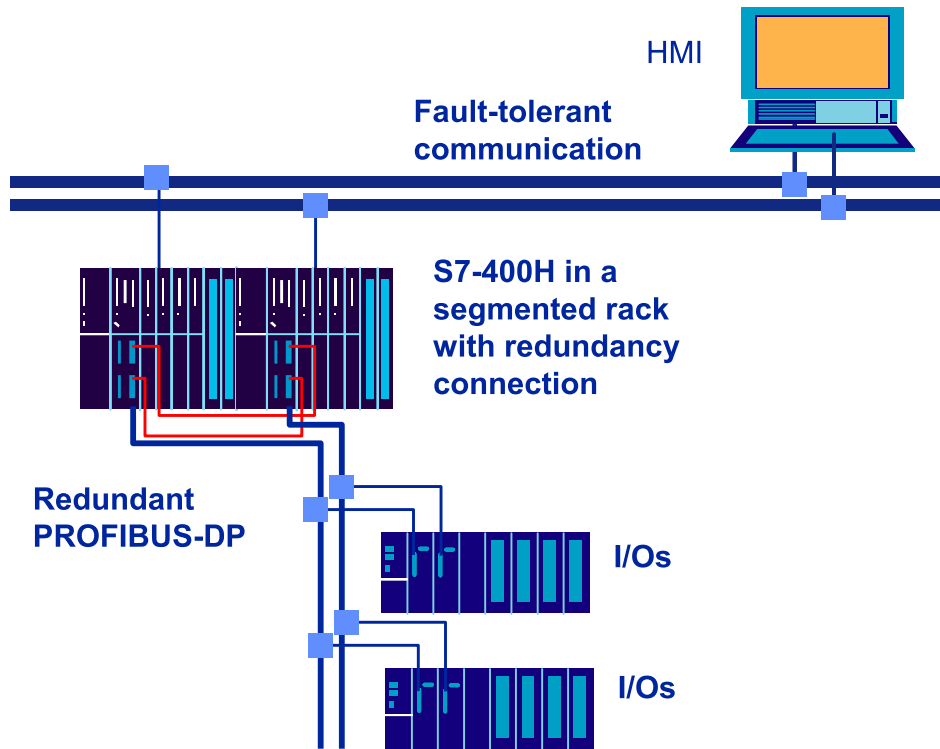 HMI
Fault-tolerant
communication
S7-400H in a
segmented rack
with redundancy
connection
Redundant
PROFIBUS-DP
I/Os
I/Os